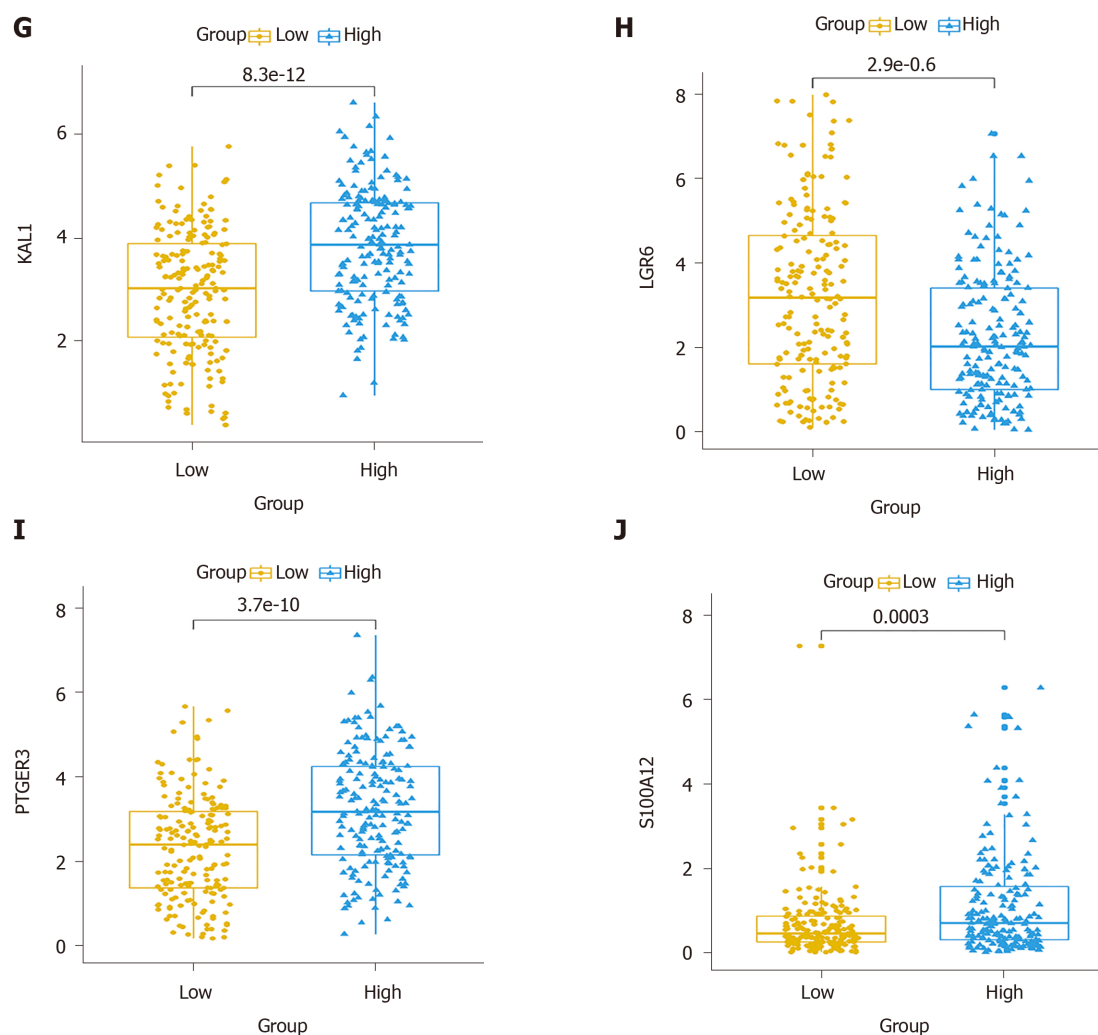 G
Group Low High
8.3e-12
6
4
2
KAL1
Low High
Group
H
Group Low High
2.9e-0.6
8
6
4
2
0
LGR6
Low High
Group
I
Group Low High
3.7e-10
8
6
4
2
0
PTGER3
Low High
Group
J
Group Low High
0.0003
8
6
4
2
0
S100A12
Low High
Group